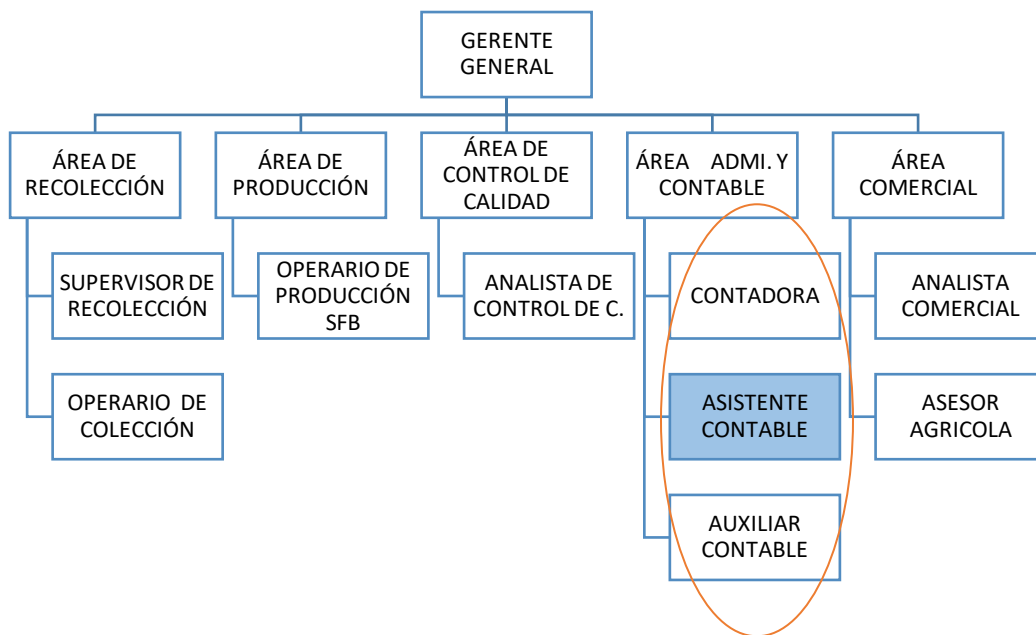 GERENTE
GENERAL
ÁREA DE
RECOLECCIÓN
ÁREA DE
PRODUCCIÓN
ÁREA DE
CONTROL DE
CALIDAD
ÁREA ADMI. Y
CONTABLE
ÁREA
COMERCIAL
SUPERVISOR DE
RECOLECCIÓN
OPERARIO DE
PRODUCCIÓN
SFB
ANALISTA DE
CONTROL DE C.
CONTADORA
ANALISTA
COMERCIAL
OPERARIO DE
COLECCIÓN
ASISTENTE
CONTABLE
ASESOR
AGRICOLA
AUXILIAR
CONTABLE